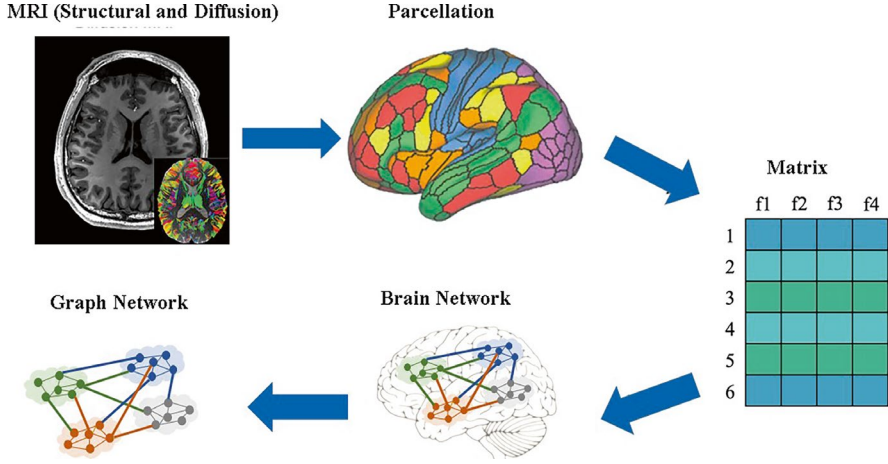 MRI (Structural and Diffusion)
Parcellation
Matrix
f1 f2 f3 f4
1
2
3
4
5
6
Graph Network
Brain Network